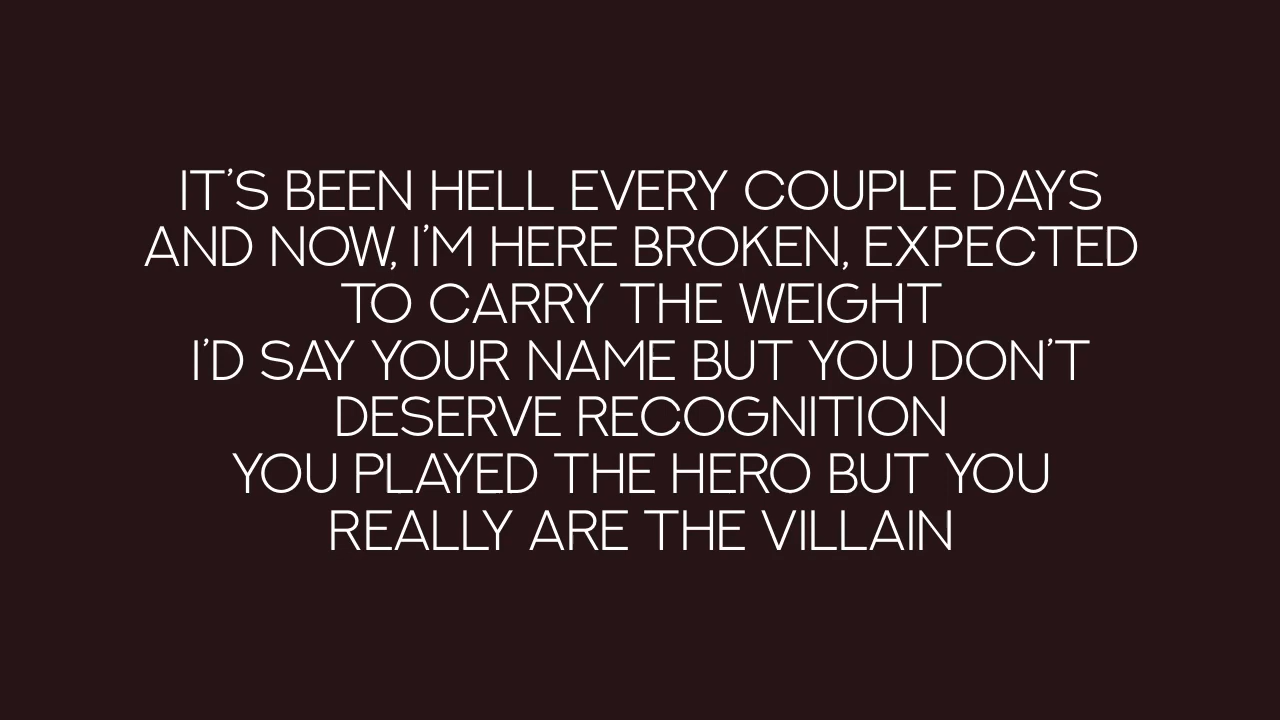 IT’S BEEN HELL EVERY COUPLE DAYS
AND NOW, I’M HERE BROKEN, EXPECTED
TO CARRY THE WEIGHT
I’D SAY YOUR NAME BUT YOU DON’T
DESERVE RECOGNITION
YOU PLAYED THE HERO BUT YOU
REALLY ARE THE VILLAIN